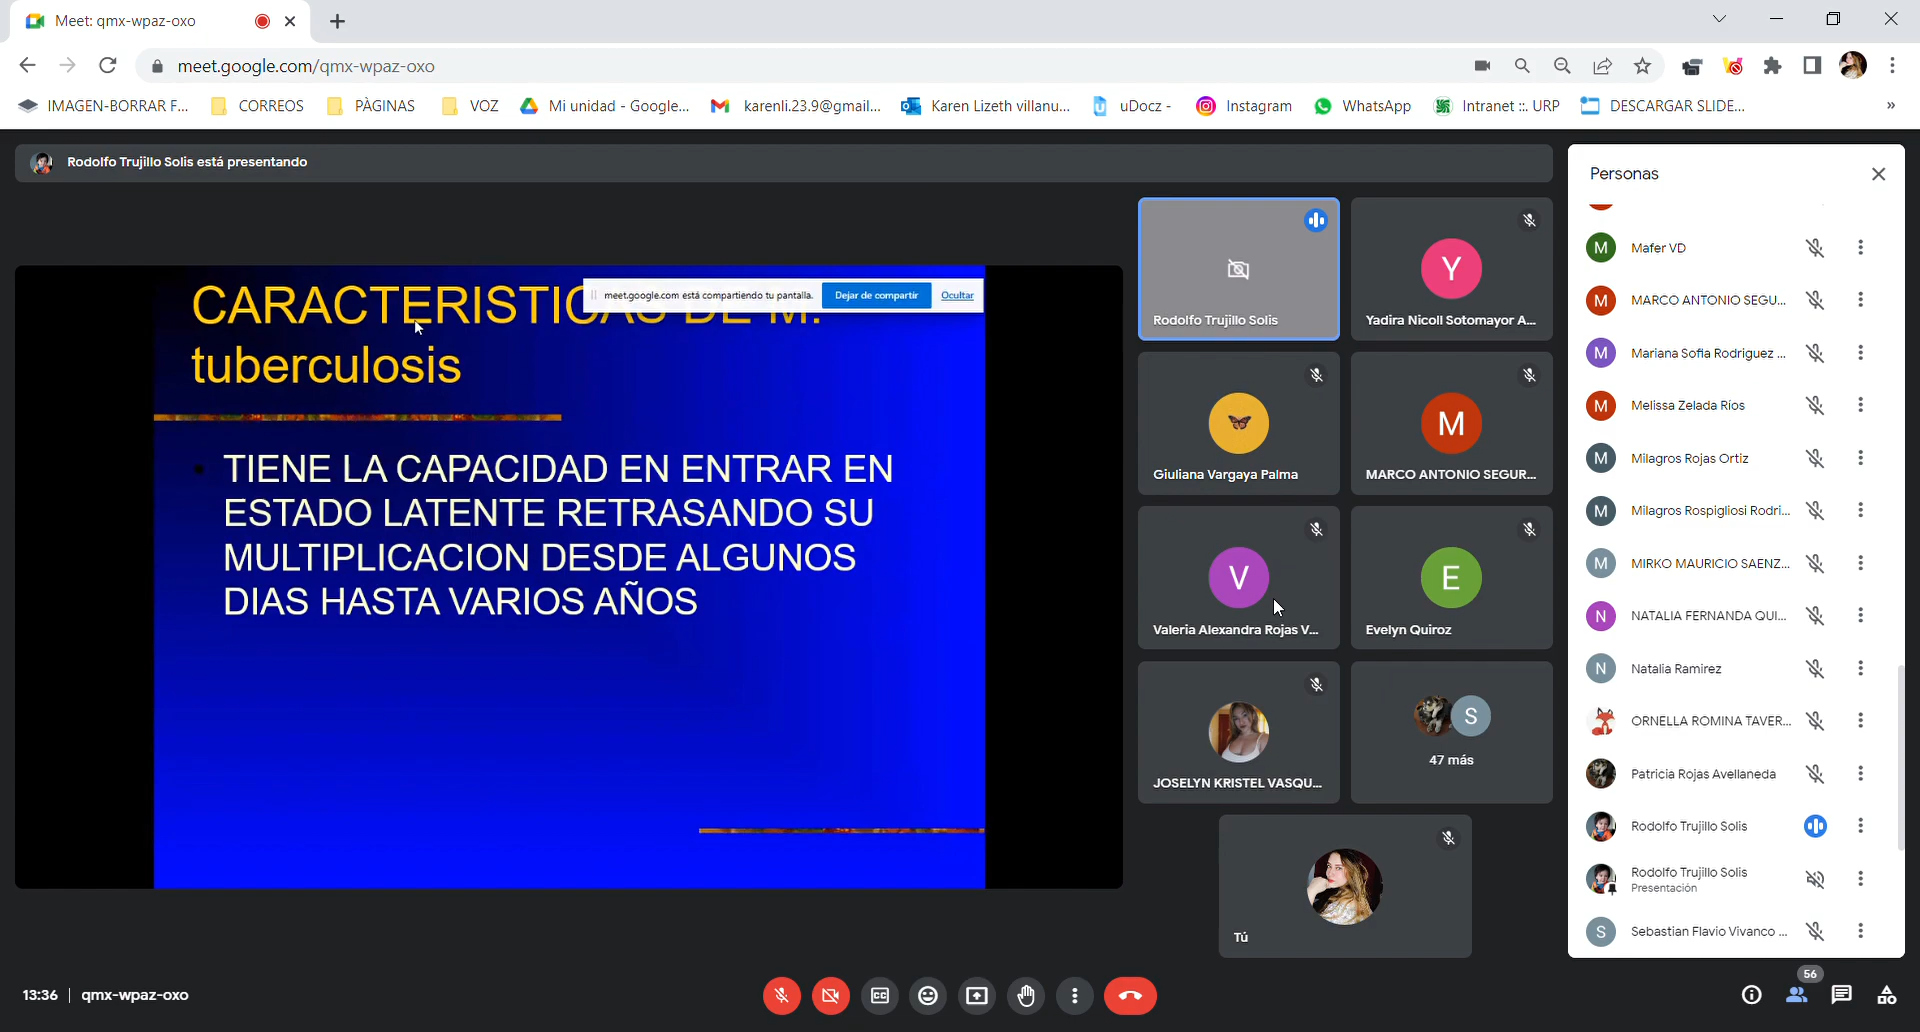 Meet: qmx-wpaz-oxo
meet.google.com/qmx-wpaz-oxo
IMAGEN-BORRAR F...
CORREOS
PÀGINAS
VOZ
Mi unidad - Google...
karenli.23.9@gmail...
Karen Lizeth villanu...
uDocz -
Instagram
WhatsApp
Intranet ::. URP
DESCARGAR SLIDE...
»
Rodolfo Trujillo Solis está presentando
CARACTERISTICAS DE M.
tuberculosis
meet.google.com está compartiendo tu pantalla.
Dejar de compartir
Ocultar
TIENE LA CAPACIDAD EN ENTRAR EN
ESTADO LATENTE RETRASANDO SU
MULTIPLICACION DESDE ALGUNOS
DIAS HASTA VARIOS AÑOS
Rodolfo Trujillo Solis
Y
Yadira Nicoll Sotomayor A...
Giuliana Vargaya Palma
M
MARCO ANTONIO SEGUR...
V
Valeria Alexandra Rojas V...
E
Evelyn Quiroz
JOSELYN KRISTEL VASQU...
S
47 más
Tú
Personas
M
Mafer VD
M
MARCO ANTONIO SEGU...
M
Mariana Sofia Rodriguez ...
M
Melissa Zelada Ríos
M
Milagros Rojas Ortiz
M
Milagros Rospigliosi Rodri...
M
MIRKO MAURICIO SAENZ...
N
NATALIA FERNANDA QUI...
N
Natalia Ramirez
ORNELLA ROMINA TAVER...
Patricia Rojas Avellaneda
Rodolfo Trujillo Solis
Rodolfo Trujillo Solis
Presentación
S
Sebastian Flavio Vivanco ...
13:36 | qmx-wpaz-oxo
CC
56